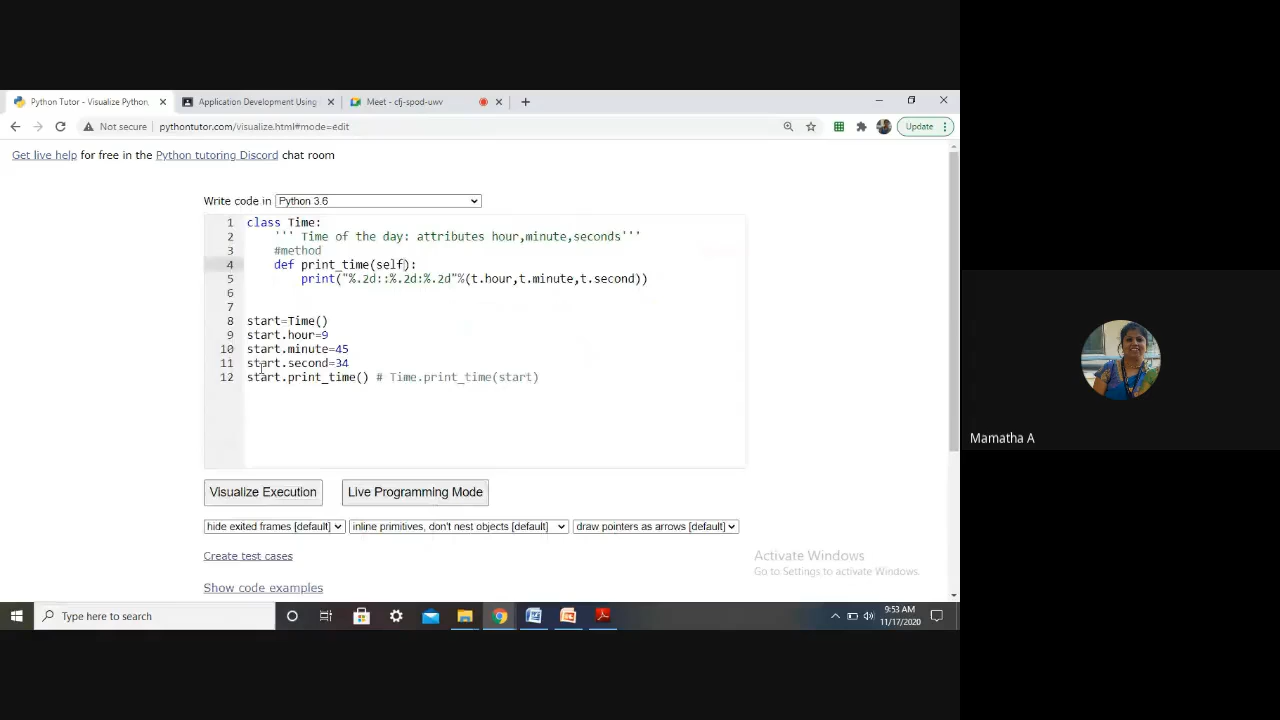 Python Tutor - Visualize Python,
Application Development Using
Meet - cfj-spod-uwv
Not secure
pythontutor.com/visualize.html#mode=edit
Update
Get live help for free in the Python tutoring Discord chat room
Write code in
Python 3.6
1 class Time:
2 ''' Time of the day: attributes hour,minute,seconds'''
3 #method
4 def print_time(self):
5 print("%.2d::%.2d:%.2d"%(t.hour,t.minute,t.second))
6
7
8 start=Time()
9 start.hour=9
10 start.minute=45
11 start.second=34
12 start.print_time() # Time.print_time(start)
Mamatha A
Visualize Execution
Live Programming Mode
hide exited frames [default]
inline primitives, don't nest objects [default]
draw pointers as arrows [default]
Create test cases
Show code examples
Activate Windows
Go to Settings to activate Windows.
Type here to search
9:53 AM
11/17/2020